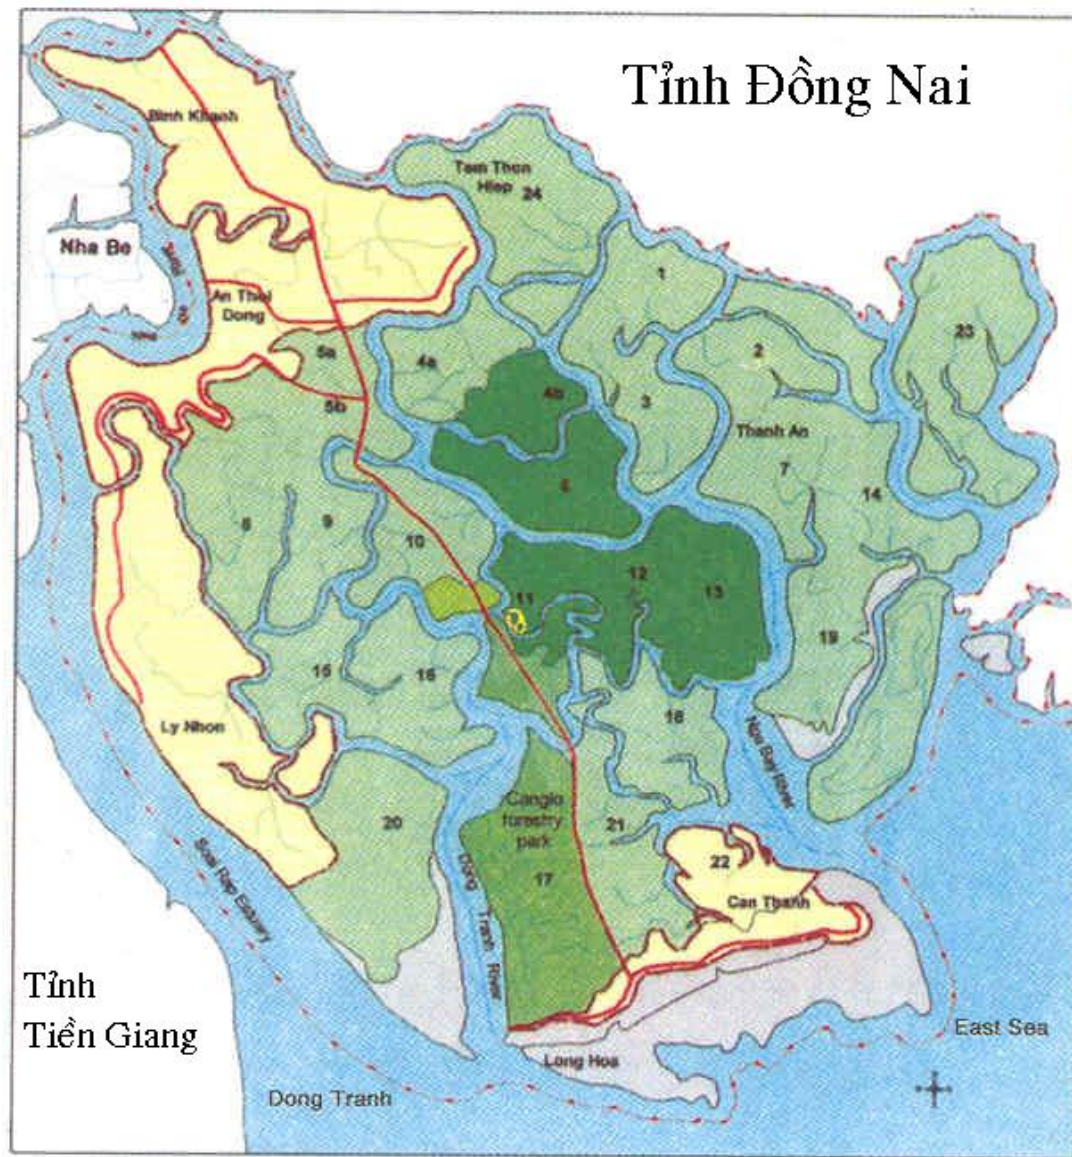 Tỉnh Đồng Nai
Binh Khanh
Tam Thon
Hiep
24
Nha Be
1
An Thoi
Dong
2
23
5a
4a
4b
5b
3
Thanh An
7
14
6
8
9
10
12
13
11
19
15
16
18
Ly Nhon
Nga Bay River
Cangio
forestry
park
20
21
22
Soai Rap Estuary
Dong Tranh River
17
Can Thanh
Tỉnh
Tiền Giang
East Sea
Long Hoa
Dong Tranh